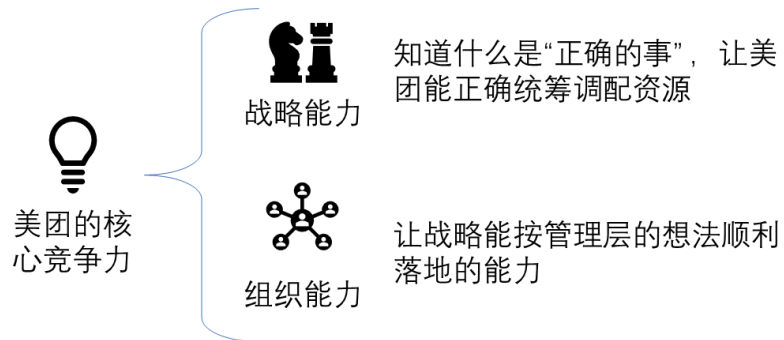 知道什么是“正确的事”，让美
团能正确统筹调配资源
战略能力
美团的核
心竞争力
让战略能按管理层的想法顺利
落地的能力
组织能力